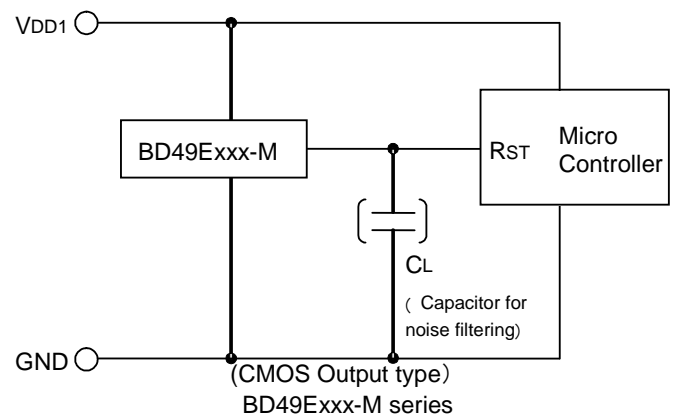 VDD1
BD49Exxx-M
RST
Micro
Controller
CL
( Capacitor for
noise filtering)
GND
(CMOS Output type)
BD49Exxx-M series